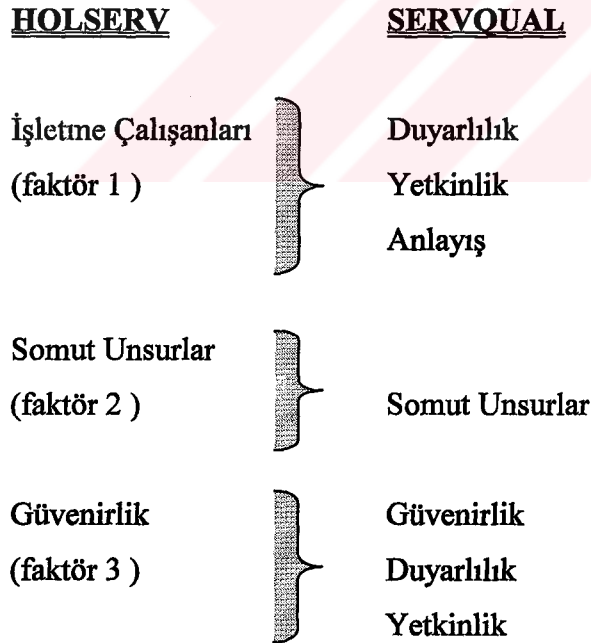 HOLSERV SERVQUAL
İşletme Çalışanları Duyarlılık
(faktör 1 ) Yetkinlik
Anlayış
Somut Unsurlar
(faktör 2 ) Somut Unsurlar
Güvenirlik Güvenirlik
(faktör 3 ) Duyarlılık
Yetkinlik